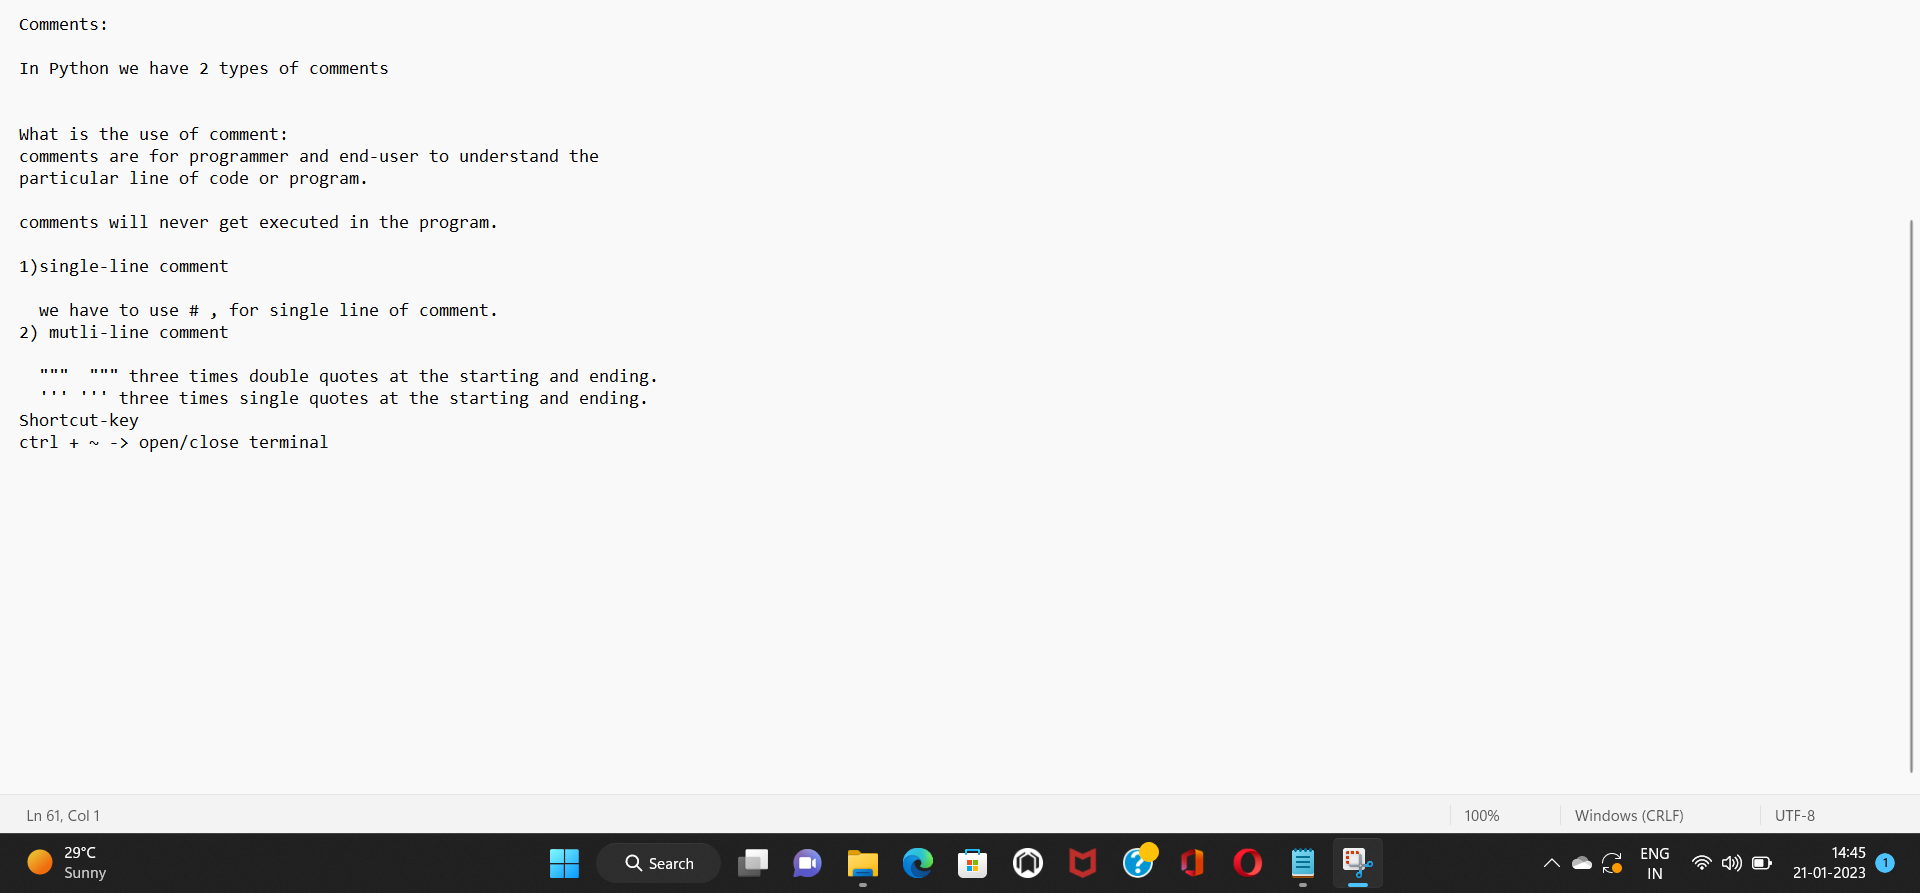 Comments:
In Python we have 2 types of comments
What is the use of comment:
comments are for programmer and end-user to understand the
particular line of code or program.
comments will never get executed in the program.
1)single-line comment
  we have to use # , for single line of comment.
2) mutli-line comment
  """  """ three times double quotes at the starting and ending.
  ''' ''' three times single quotes at the starting and ending.
Shortcut-key
ctrl + ~ -> open/close terminal
Ln 61, Col 1
100%
Windows (CRLF)
UTF-8
29°C
Sunny
Search
ENG
IN
14:45
21-01-2023
1